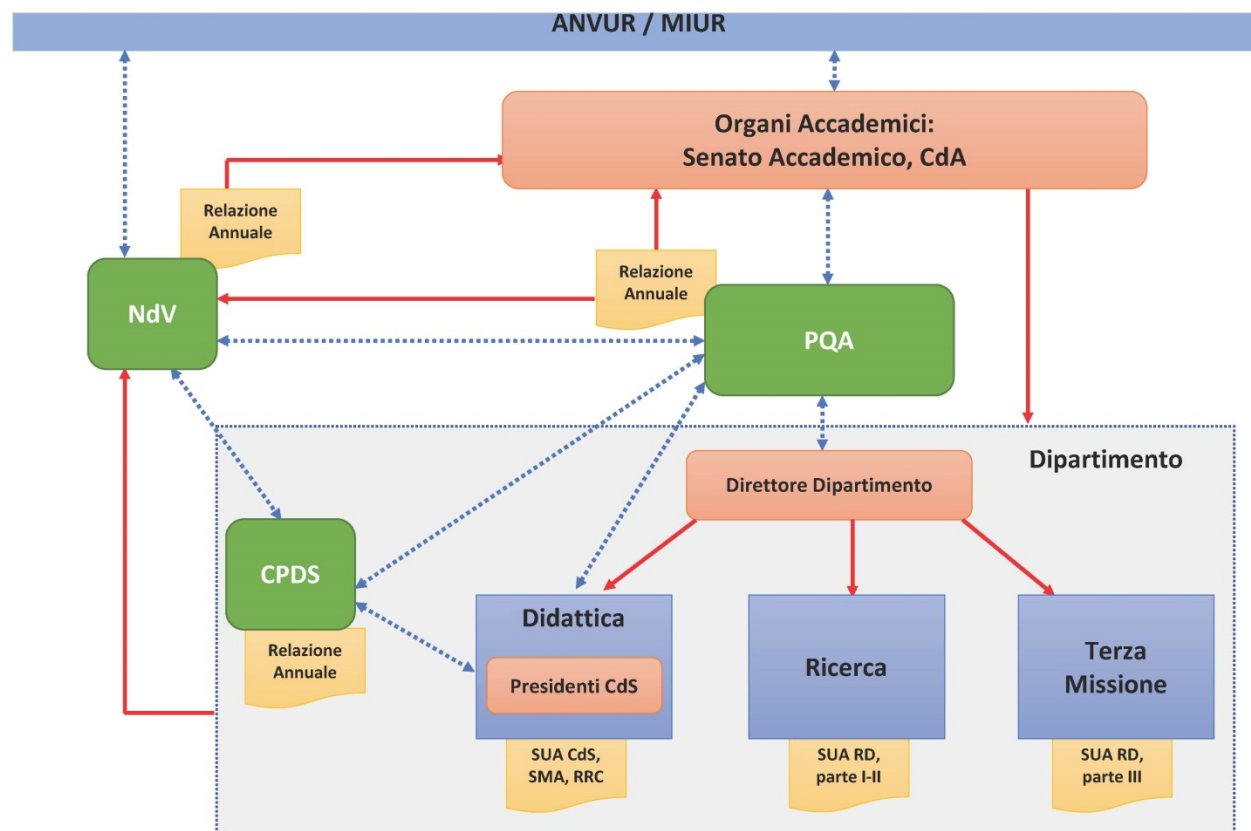 ANVUR / MIUR
Organi Accademici:
Senato Accademico, CdA
Relazione
Annuale
Relazione
Annuale
NdV
PQA
Dipartimento
Direttore Dipartimento
CPDS
Relazione
Annuale
Didattica
Presidenti CdS
SUA CdS,
SMA, RRC
Ricerca
SUA RD,
parte I-II
Terza
Missione
SUA RD,
parte III